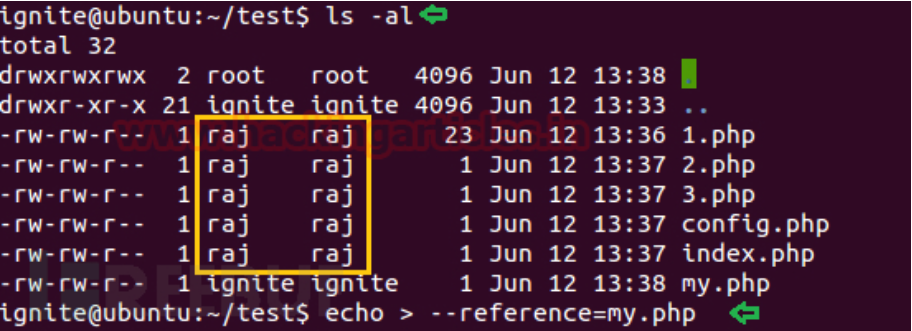 ignite@ubuntu:~/test$ ls -al
total 32
drwxrwxrwx  2 root   root   4096 Jun 12 13:38 .
drwxr-xr-x 21 ignite ignite 4096 Jun 12 13:33 ..
-rw-rw-r--  1 raj    raj      23 Jun 12 13:36 1.php
-rw-rw-r--  1 raj    raj       1 Jun 12 13:37 2.php
-rw-rw-r--  1 raj    raj       1 Jun 12 13:37 3.php
-rw-rw-r--  1 raj    raj       1 Jun 12 13:37 config.php
-rw-rw-r--  1 raj    raj       1 Jun 12 13:37 index.php
-rw-rw-r--  1 ignite ignite    1 Jun 12 13:38 my.php
ignite@ubuntu:~/test$ echo > --reference=my.php
www.hackingarticles.in